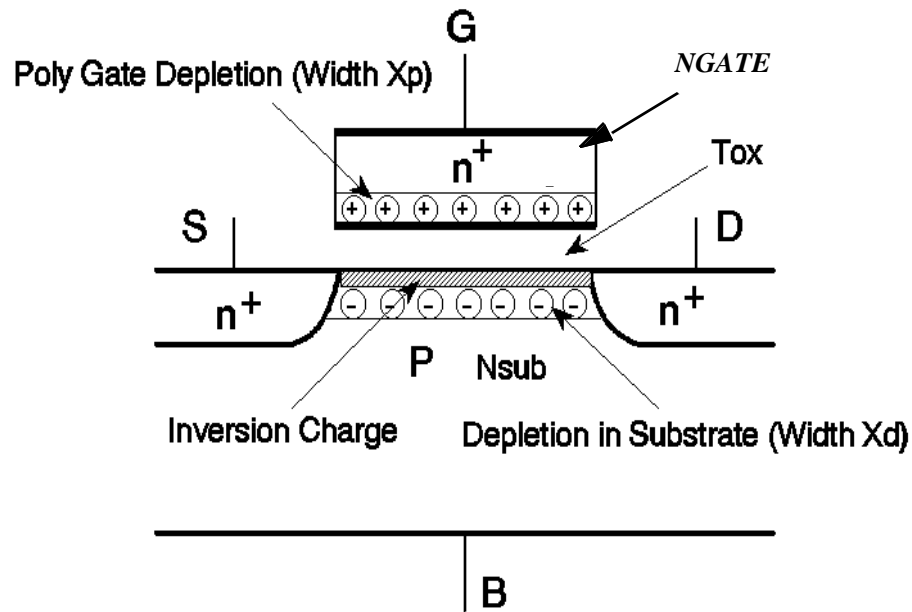 G
Poly Gate Depletion (Width Xp)
NGATE
n+
Tox
+ + + + + + +
S
D
n+
n+
- - - - - - -
P
Nsub
Inversion Charge
Depletion in Substrate (Width Xd)
B